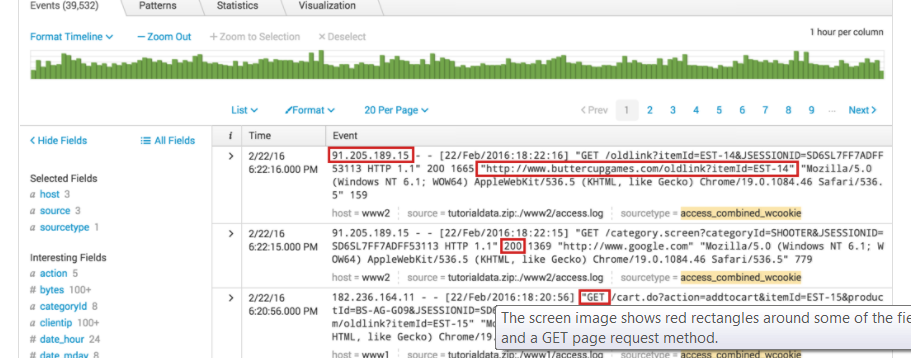 Events (39,532) Patterns Statistics Visualization
Format Timeline — Zoom Out + Zoom to Selection × Deselect 1 hour per column
List Format 20 Per Page < Prev 1 2 3 4 5 6 7 8 9 ... Next >
< Hide Fields All Fields i Time Event
> 2/22/16 91.205.189.15 - - [22/Feb/2016:18:22:16] "GET /oldlink?itemId=EST-14&JSESSIONID=SD6SL7FF7ADFF
6:22:16.000 PM 53113 HTTP 1.1" 200 1665 "http://www.buttercupgames.com/oldlink?itemId=EST-14" "Mozilla/5.0
Selected Fields (Windows NT 6.1; WOW64) AppleWebKit/536.5 (KHTML, like Gecko) Chrome/19.0.1084.46 Safari/536.
a host 3 5" 159
a source 3 host = www2 source = tutorialdata.zip:./www2/access.log sourcetype = access_combined_wcookie
a sourcetype 1 > 2/22/16 91.205.189.15 - - [22/Feb/2016:18:22:15] "GET /category.screen?categoryId=SHOOTER&JSESSIONID=
6:22:15.000 PM SD6SL7FF7ADFF53113 HTTP 1.1" 200 1369 "http://www.google.com" "Mozilla/5.0 (Windows NT 6.1; W
Interesting Fields OW64) AppleWebKit/536.5 (KHTML, like Gecko) Chrome/19.0.1084.46 Safari/536.5" 779
a action 5 host = www2 source = tutorialdata.zip:./www2/access.log sourcetype = access_combined_wcookie
# bytes 100+
a categoryId 8 > 2/22/16 182.236.164.11 - - [22/Feb/2016:18:20:56] "GET /cart.do?action=addtocart&itemId=EST-15&produc
a clientip 100+ 6:20:56.000 PM tId=BS-AG-G09&JSESSIONID=
The screen image shows red rectangles around some of the fie
# date_hour 24 m/oldlink?itemId=EST-15" "Mo
and a GET page request method.
# date_mday 8 HTML, like Gecko) Chrome/19
host = www1 source = tutorialdata.zip:./www1/access.log sourcetype = access_combined_wcookie